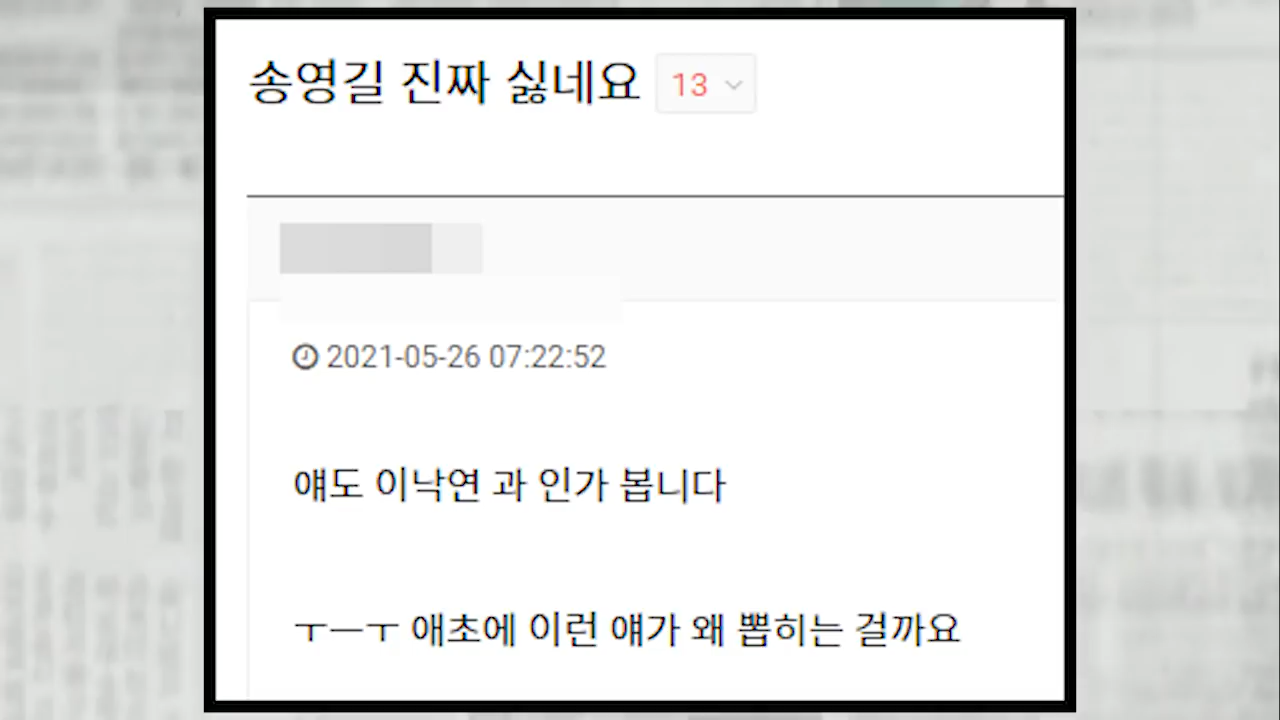 송영길 진짜 싫네요 13
2021-05-26 07:22:52
얘도 이낙연 과 인가 봅니다
ㅜㅡㅜ 애초에 이런 얘가 왜 뽑히는 걸까요